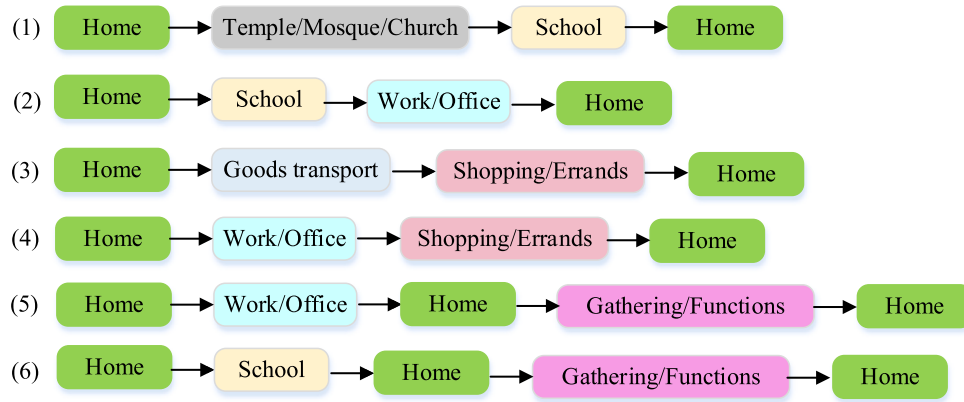 (1) Home Temple/Mosque/Church School Home
(2) Home School Work/Office Home
(3) Home Goods transport Shopping/Errands Home
(4) Home Work/Office Shopping/Errands Home
(5) Home Work/Office Home Gathering/Functions Home
(6) Home School Home Gathering/Functions Home